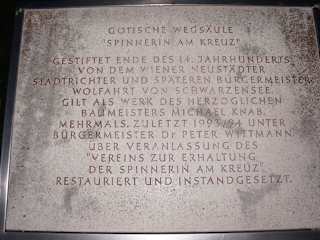 GOTISCHE WEGSÄULE
"SPINNERIN AM KREUZ"
GESTIFTET ENDE DES 14. JAHRHUNDERTS
VON DEM WIENER NEUSTÄDTER
STADTRICHTER UND SPÄTEREN BÜRGERMEISTER
WOLFAHRT VON SCHWARZENSEE.
GILT ALS WERK DES HERZOGLICHEN
BAUMEISTERS MICHAEL KNAB.
MEHRMALS, ZULETZT 1993/94 UNTER
BÜRGERMEISTER Dr PETER WITTMANN
ÜBER VERANLASSUNG DES
"VEREINS ZUR ERHALTUNG
DER SPINNERIN AM KREUZ"
RESTAURIERT UND INSTANDGESETZT.